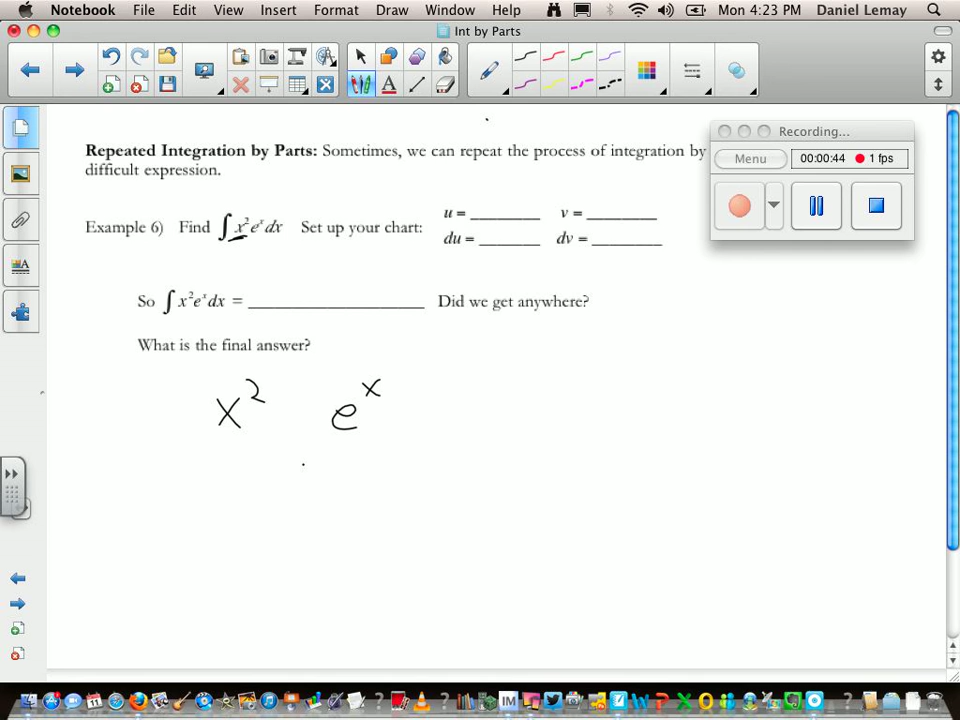 Notebook File Edit View Insert Format Draw Window Help Mon 4:23 PM Daniel Lemay
Int by Parts
Recording...
Menu 00:00:44 1 fps
Repeated Integration by Parts: Sometimes, we can repeat the process of integration by
difficult expression.
Example 6) Find ∫x²eˣdx Set up your chart: u = ________ v = ________
du = ________ dv = ________
So ∫x²eˣdx = ____________________ Did we get anywhere?
What is the final answer?
x² eˣ